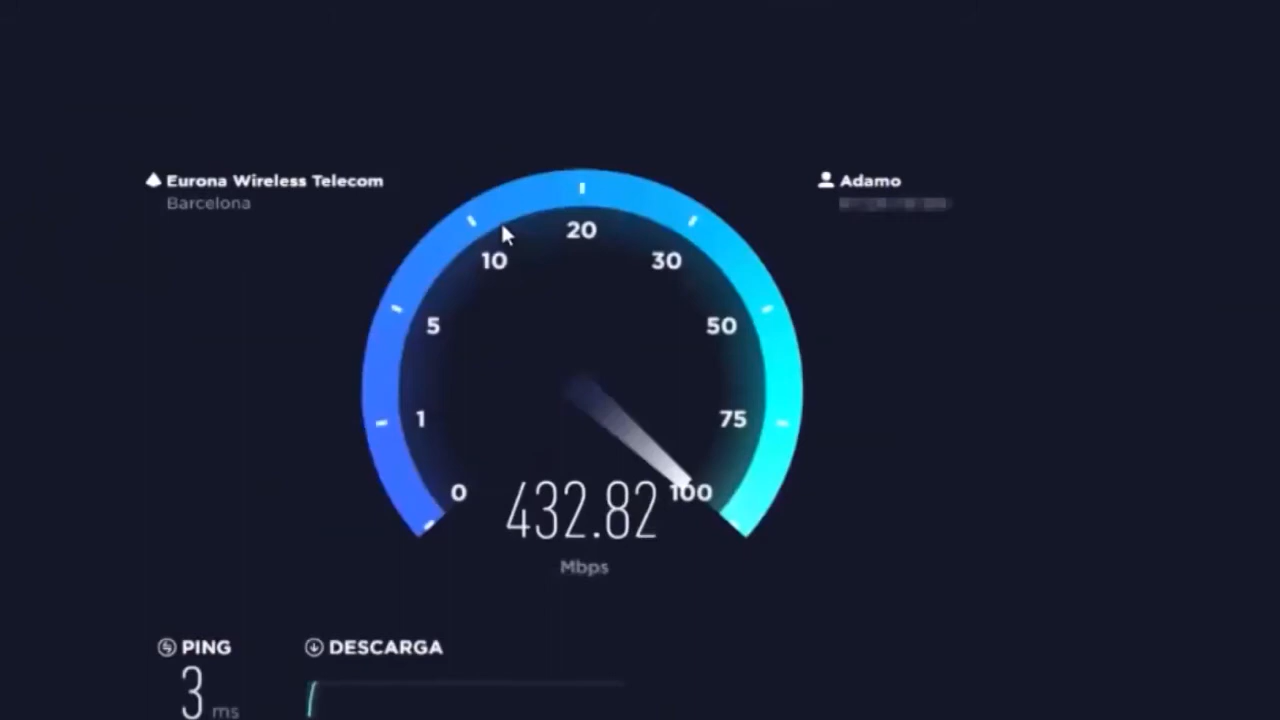 Eurona Wireless Telecom
Barcelona
Adamo
20
10
30
5
50
1
75
0
100
432.82
Mbps
PING
DESCARGA
3 ms